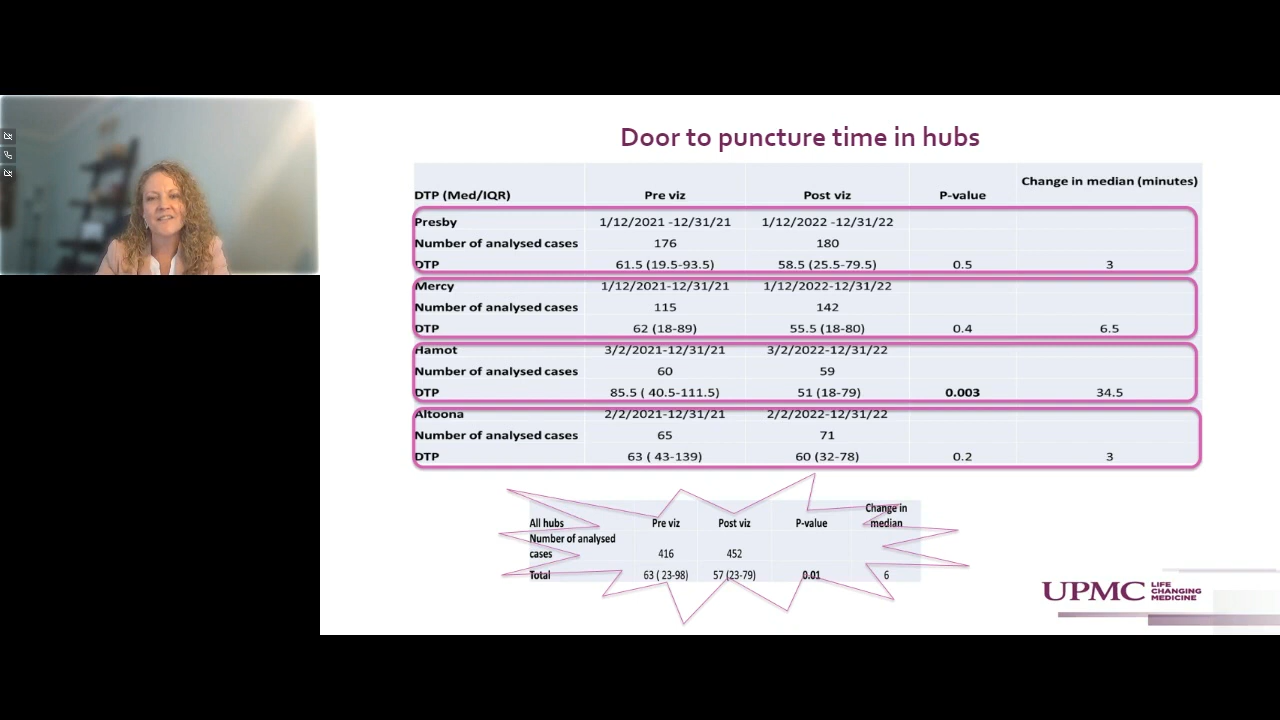 Door to puncture time in hubs
DTP (Med/IQR) Pre viz Post viz P-value Change in median (minutes)
Presby 1/12/2021 -12/31/21 1/12/2022 -12/31/22
Number of analysed cases 176 180
DTP 61.5 (19.5-93.5) 58.5 (25.5-79.5) 0.5 3
Mercy 1/12/2021-12/31/21 1/12/2022-12/31/22
Number of analysed cases 115 142
DTP 62 (18-89) 55.5 (18-80) 0.4 6.5
Hamot 3/2/2021-12/31/21 3/2/2022-12/31/22
Number of analysed cases 60 59
DTP 85.5 ( 40.5-111.5) 51 (18-79) 0.003 34.5
Altoona 2/2/2021-12/31/21 2/2/2022-12/31/22
Number of analysed cases 65 71
DTP 63 ( 43-139) 60 (32-78) 0.2 3
All hubs Pre viz Post viz P-value Change in
median
Number of analysed
cases 416 452
Total 63 ( 23-98) 57 (23-79) 0.01 6
UPMC LIFE
CHANGING
MEDICINE